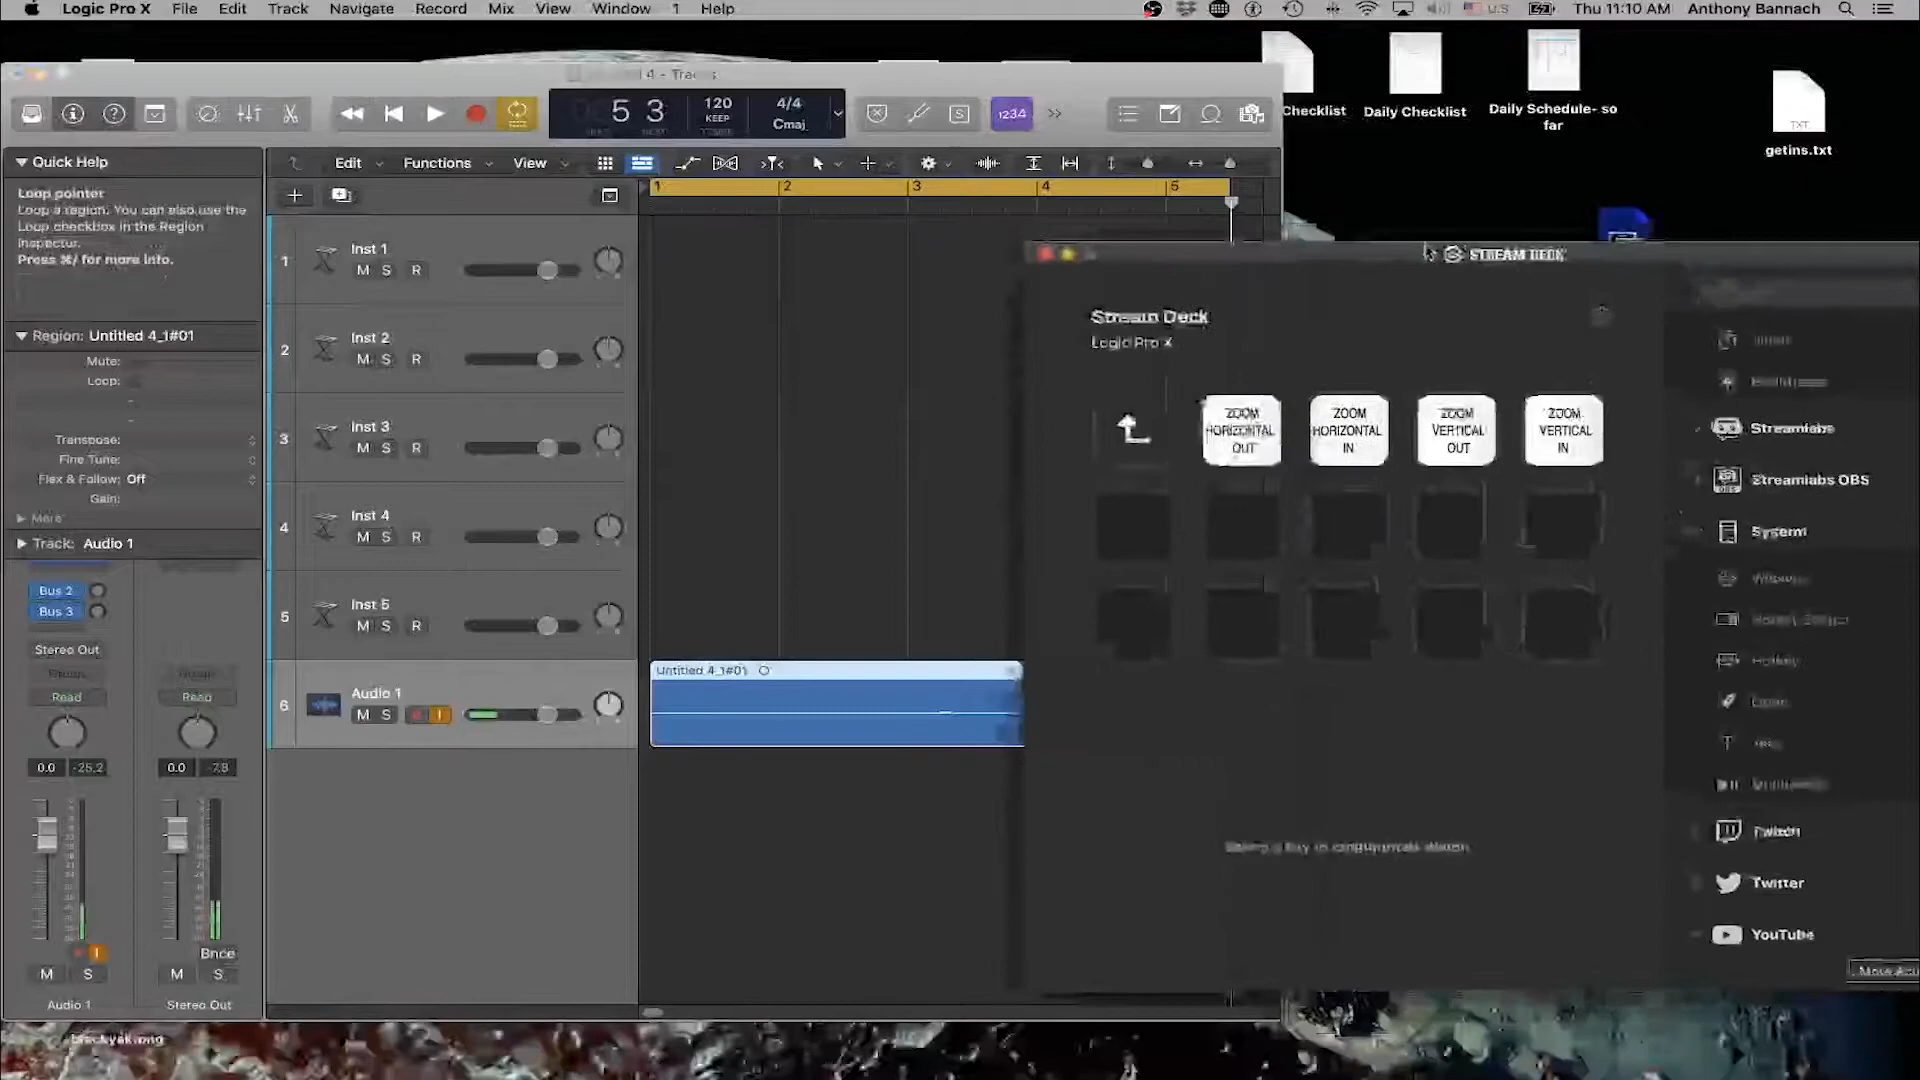 Logic Pro X File Edit Track Navigate Record Mix View Window 1 Help
U.S. Thu 11:10 AM Anthony Bannach
Checklist
Daily Checklist
Daily Schedule- so
far
TXT
getins.txt
5 3
120
KEEP
4/4
Cmaj
1234
Quick Help
Loop pointer
Loop a region. You can also use the
Loop checkbox in the Region
Inspector.
Press ⌘/ for more info.
Edit Functions View
1 2 3 4 5
Region: Untitled 4_1#01
Mute:
Loop:
Transpose:
Fine Tune:
Flex & Follow: Off
Gain:
More
Track: Audio 1
1 Inst 1
M S R
2 Inst 2
M S R
3 Inst 3
M S R
4 Inst 4
M S R
5 Inst 5
M S R
6 Audio 1
M S R I
Untitled 4_1#01
Bus 2
Bus 3
Stereo Out
Read Read
0.0 -25.2 0.0 -7.8
I
Bnce
M S M S
Audio 1 Stereo Out
STREAM DECK
Stream Deck
Logic Pro X
ZOOM
HORIZONTAL
OUT
ZOOM
HORIZONTAL
IN
ZOOM
VERTICAL
OUT
ZOOM
VERTICAL
IN
Streamlabs
Streamlabs OBS
System
Twitch
Twitter
YouTube